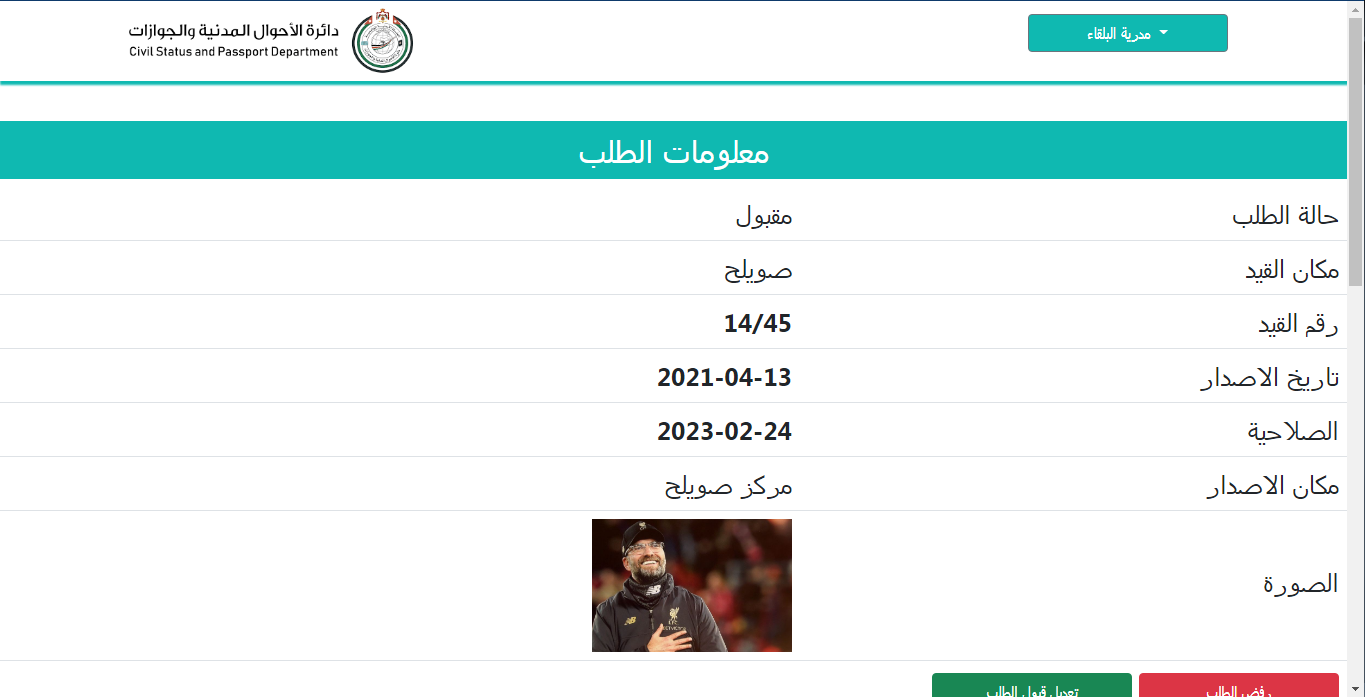 مدرية البلقاء
دائرة الأحوال المدنية والجوازات
Civil Status and Passport Department
معلومات الطلب
حالة الطلب مقبول
مكان القيد صويلح
رقم القيد 14/45
تاريخ الاصدار 2021-04-13
الصلاحية 2023-02-24
مكان الاصدار مركز صويلح
الصورة
رفض الطلب تعديل قبول الطلب